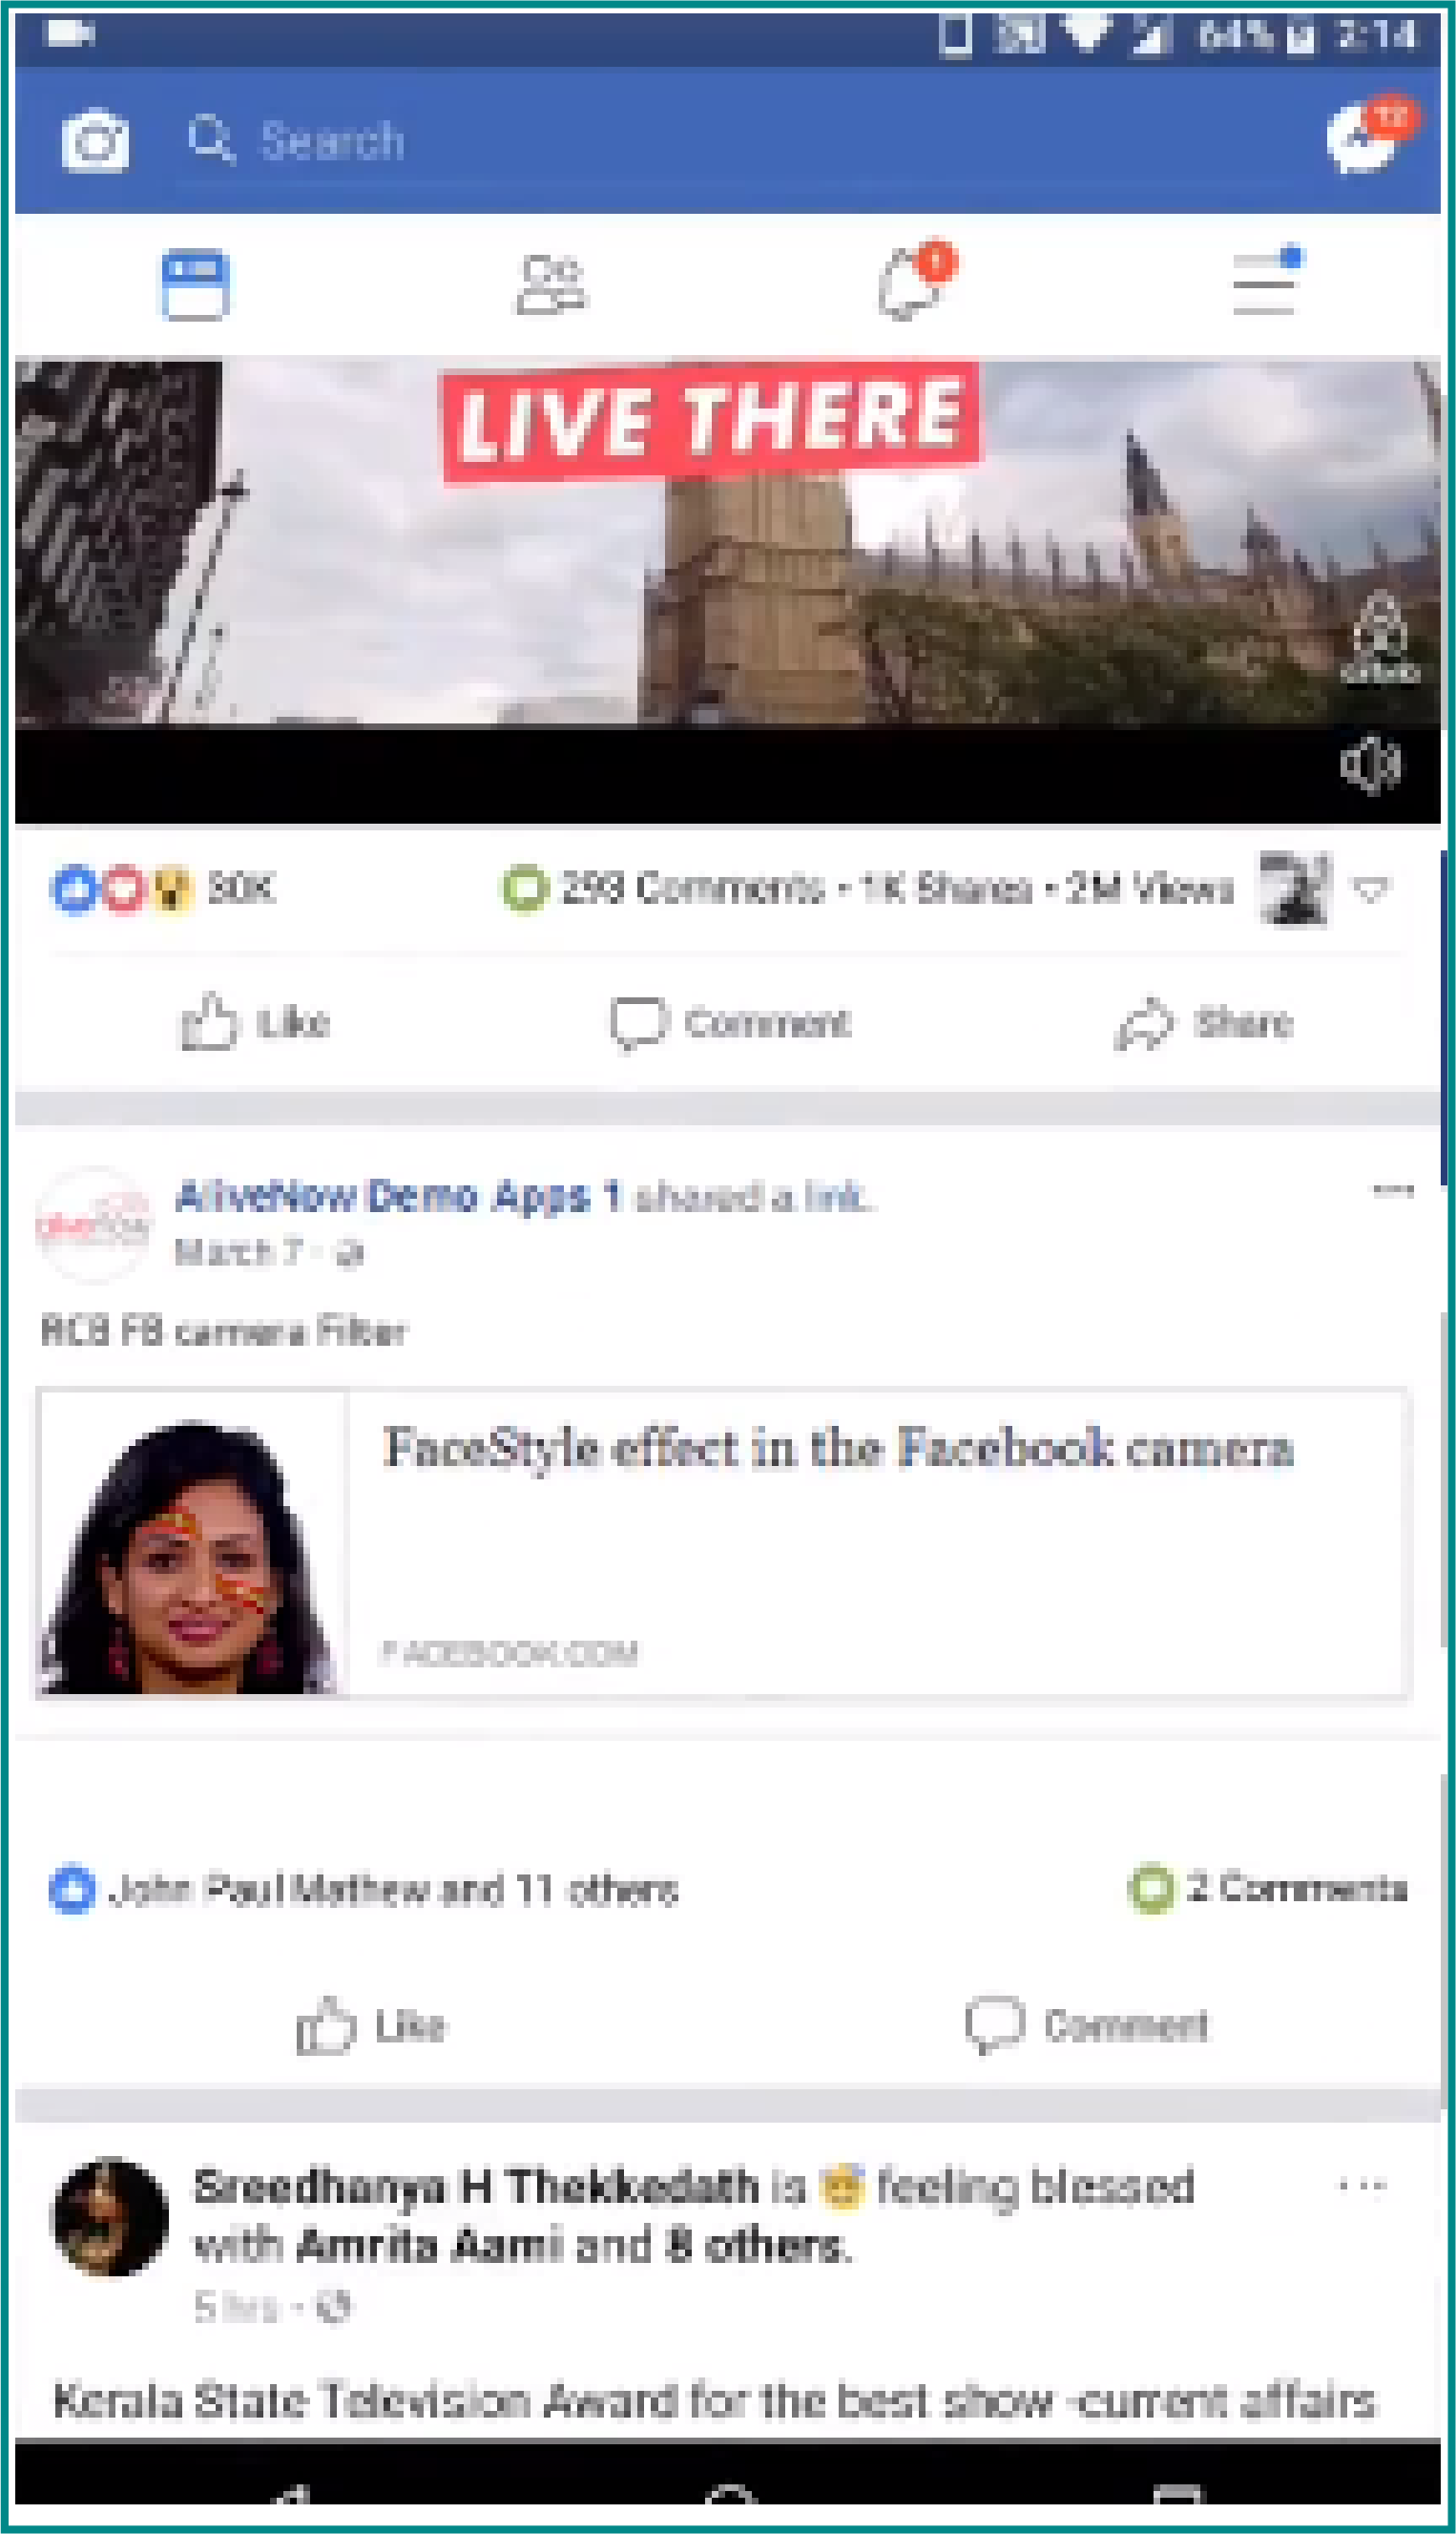 64% 2:14
Search
12
1
LIVE THERE
airbnb
30K 293 Comments • 1K Shares • 2M Views
Like Comment Share
AliveNow Demo Apps 1 shared a link.
March 7 ·
RCB FB camera Filter
FaceStyle effect in the Facebook camera
FACEBOOK.COM
John Paul Mathew and 11 others 2 Comments
Like Comment
Sreedhanya H Thekkedath is feeling blessed
with Amrita Aami and 8 others.
5 hrs ·
Kerala State Television Award for the best show -current affairs